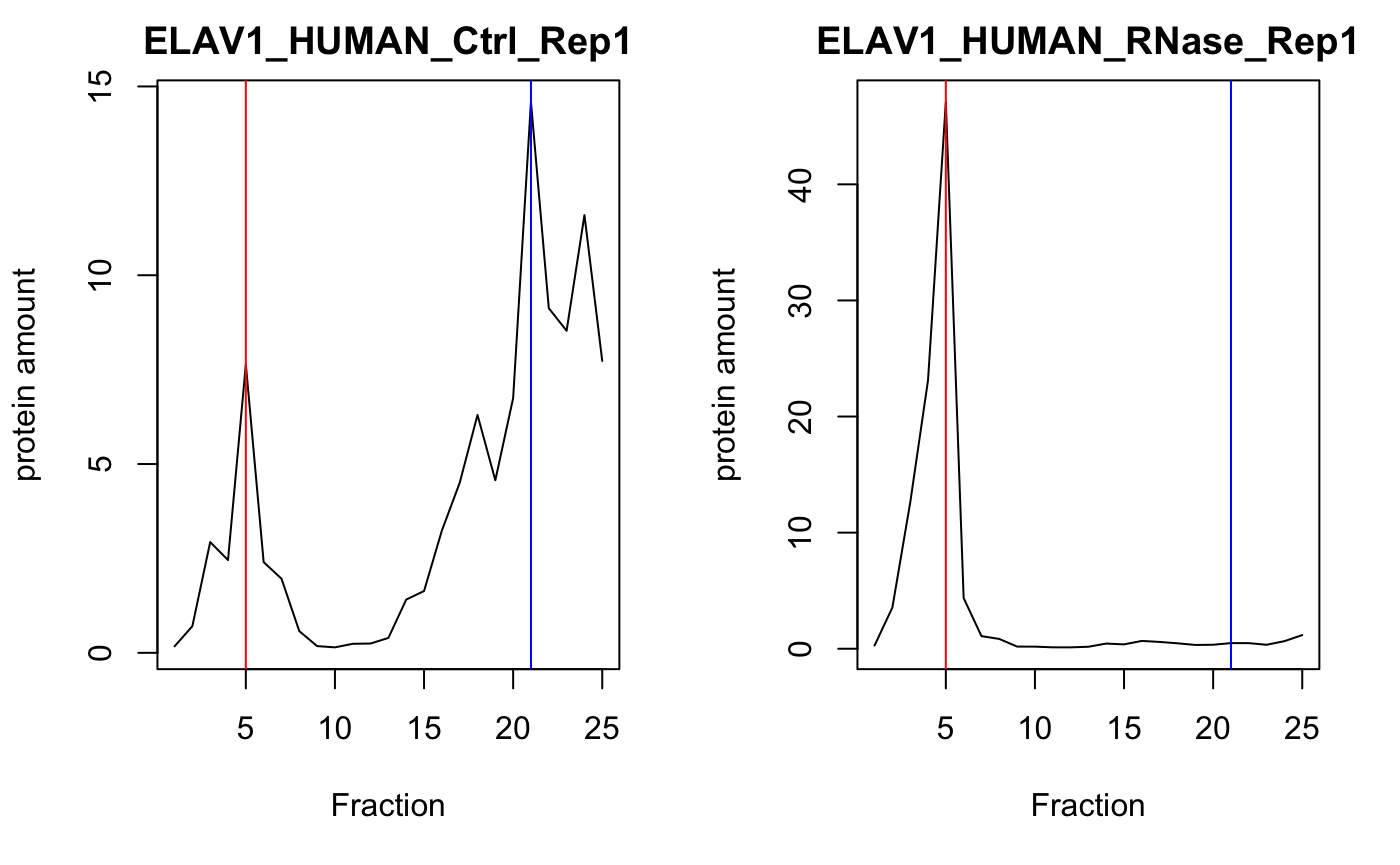 ELAV1_HUMAN_Ctrl_Rep1
protein amount
15
10
5
0
5 10 15 20 25
Fraction
ELAV1_HUMAN_RNase_Rep1
protein amount
40
30
20
10
0
5 10 15 20 25
Fraction